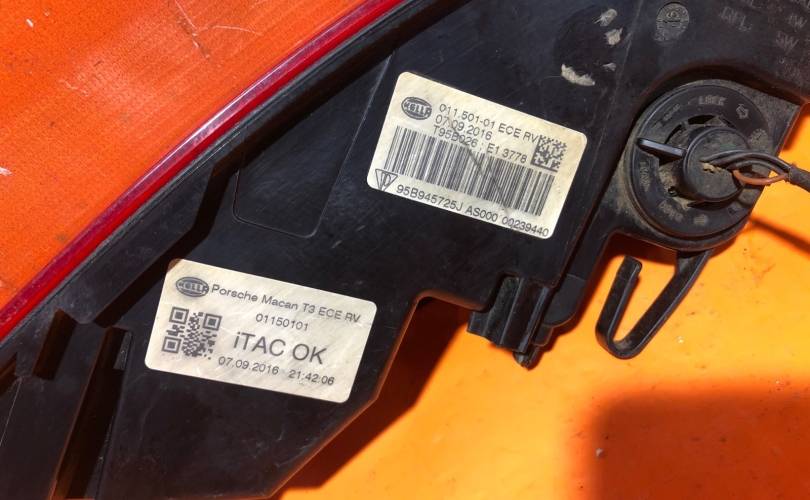 HELLA
011.501-01 ECE RV
07.09.2016
T95B026 : E1 3778
95B945725J AS000 00239440
LOCK
HELLA Porsche Macan T3 ECE RV
01150101
iTAC OK
07.09.2016 21:42:06